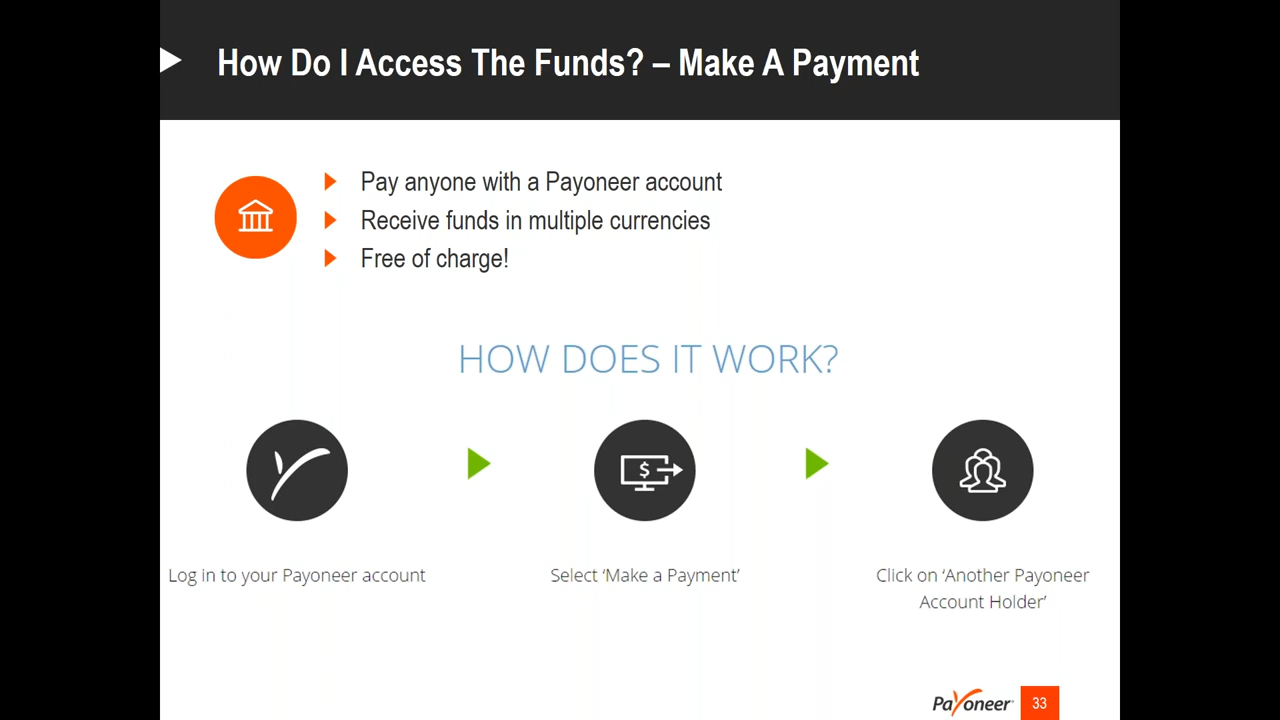 How Do I Access The Funds? – Make A Payment
Pay anyone with a Payoneer account
Receive funds in multiple currencies
Free of charge!
HOW DOES IT WORK?
$
Log in to your Payoneer account
Select ‘Make a Payment’
Click on ‘Another Payoneer
Account Holder’
Payoneer
33